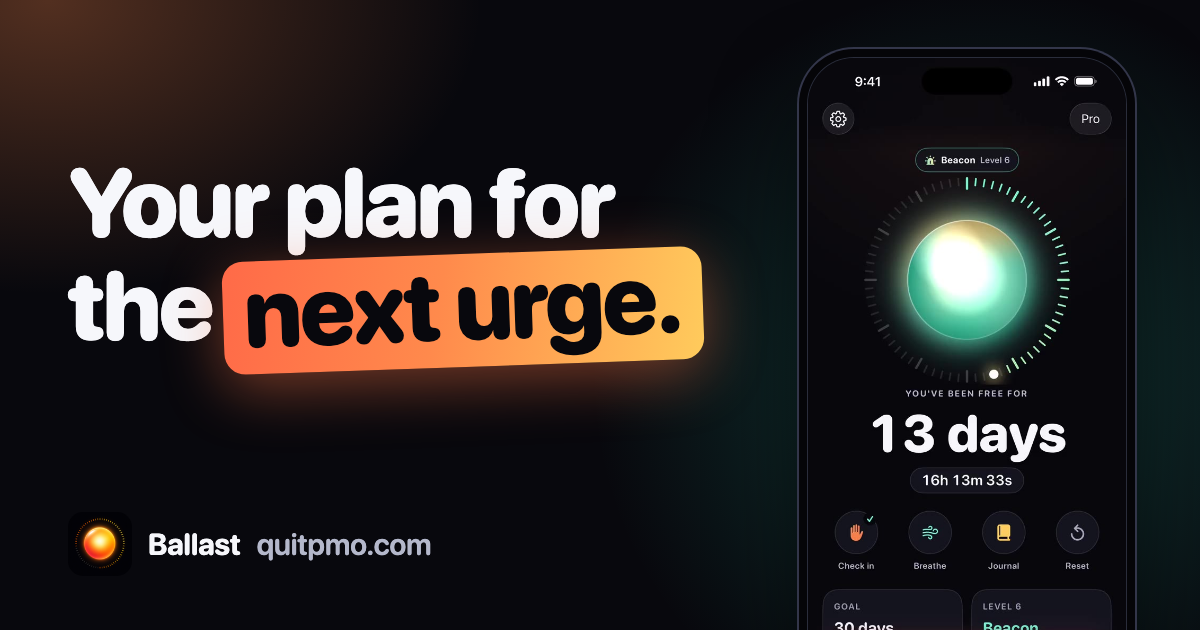 Your plan for
the next urge.
Ballast quitpmo.com
9:41
Pro
Beacon Level 6
YOU'VE BEEN FREE FOR
13 days
16h 13m 33s
Check in Breathe Journal Reset
GOAL LEVEL 6
30 days Beacon